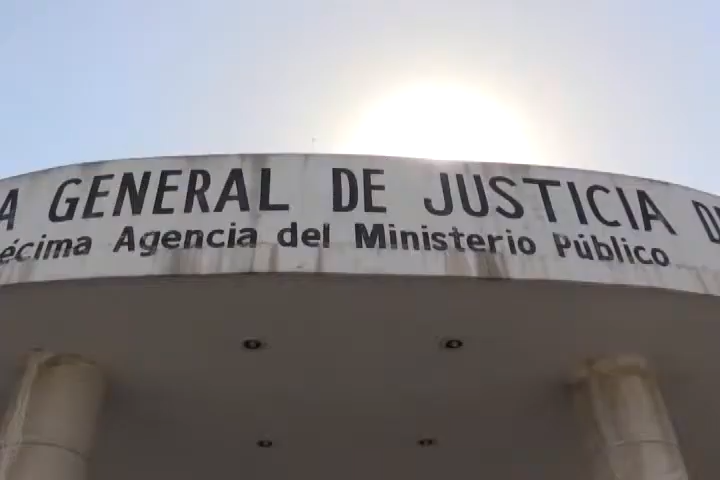 A GENERAL DE JUSTICIA D
écima Agencia del Ministerio Público